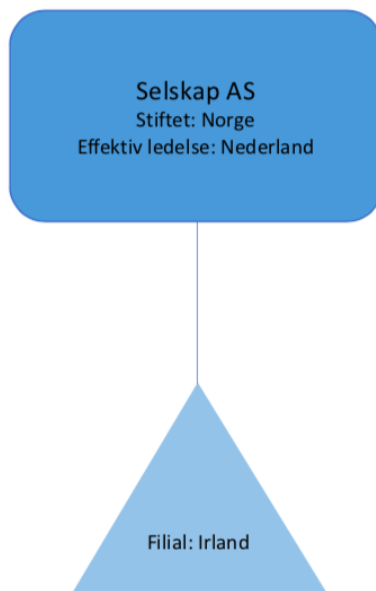 Selskap AS
Stiftet: Norge
Effektiv ledelse: Nederland
Filial: Irland